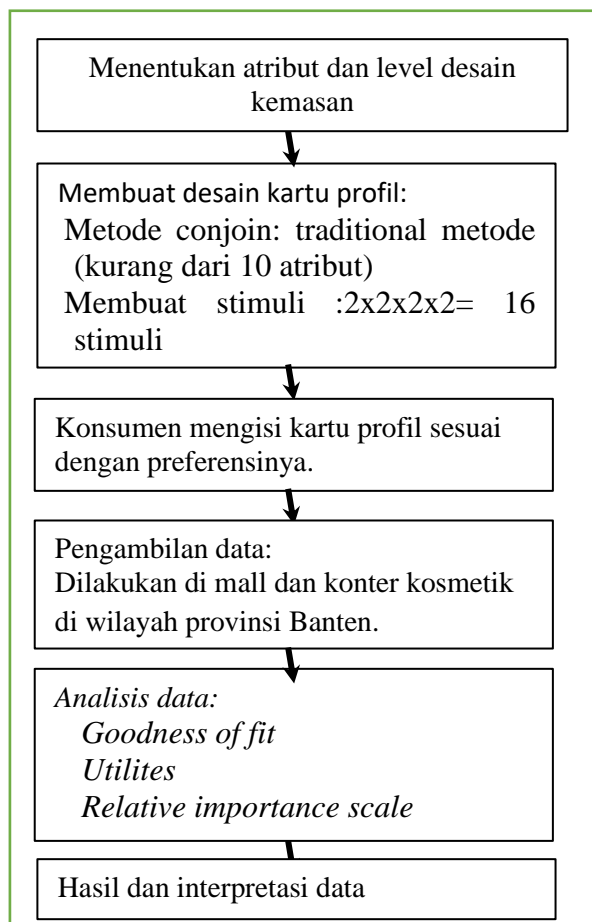 Menentukan atribut dan level desain
kemasan
Membuat desain kartu profil:
Metode conjoin: traditional metode
(kurang dari 10 atribut)
Membuat stimuli :2x2x2x2= 16
stimuli
Konsumen mengisi kartu profil sesuai
dengan preferensinya.
Pengambilan data:
Dilakukan di mall dan konter kosmetik
di wilayah provinsi Banten.
Analisis data:
Goodness of fit
Utilites
Relative importance scale
Hasil dan interpretasi data